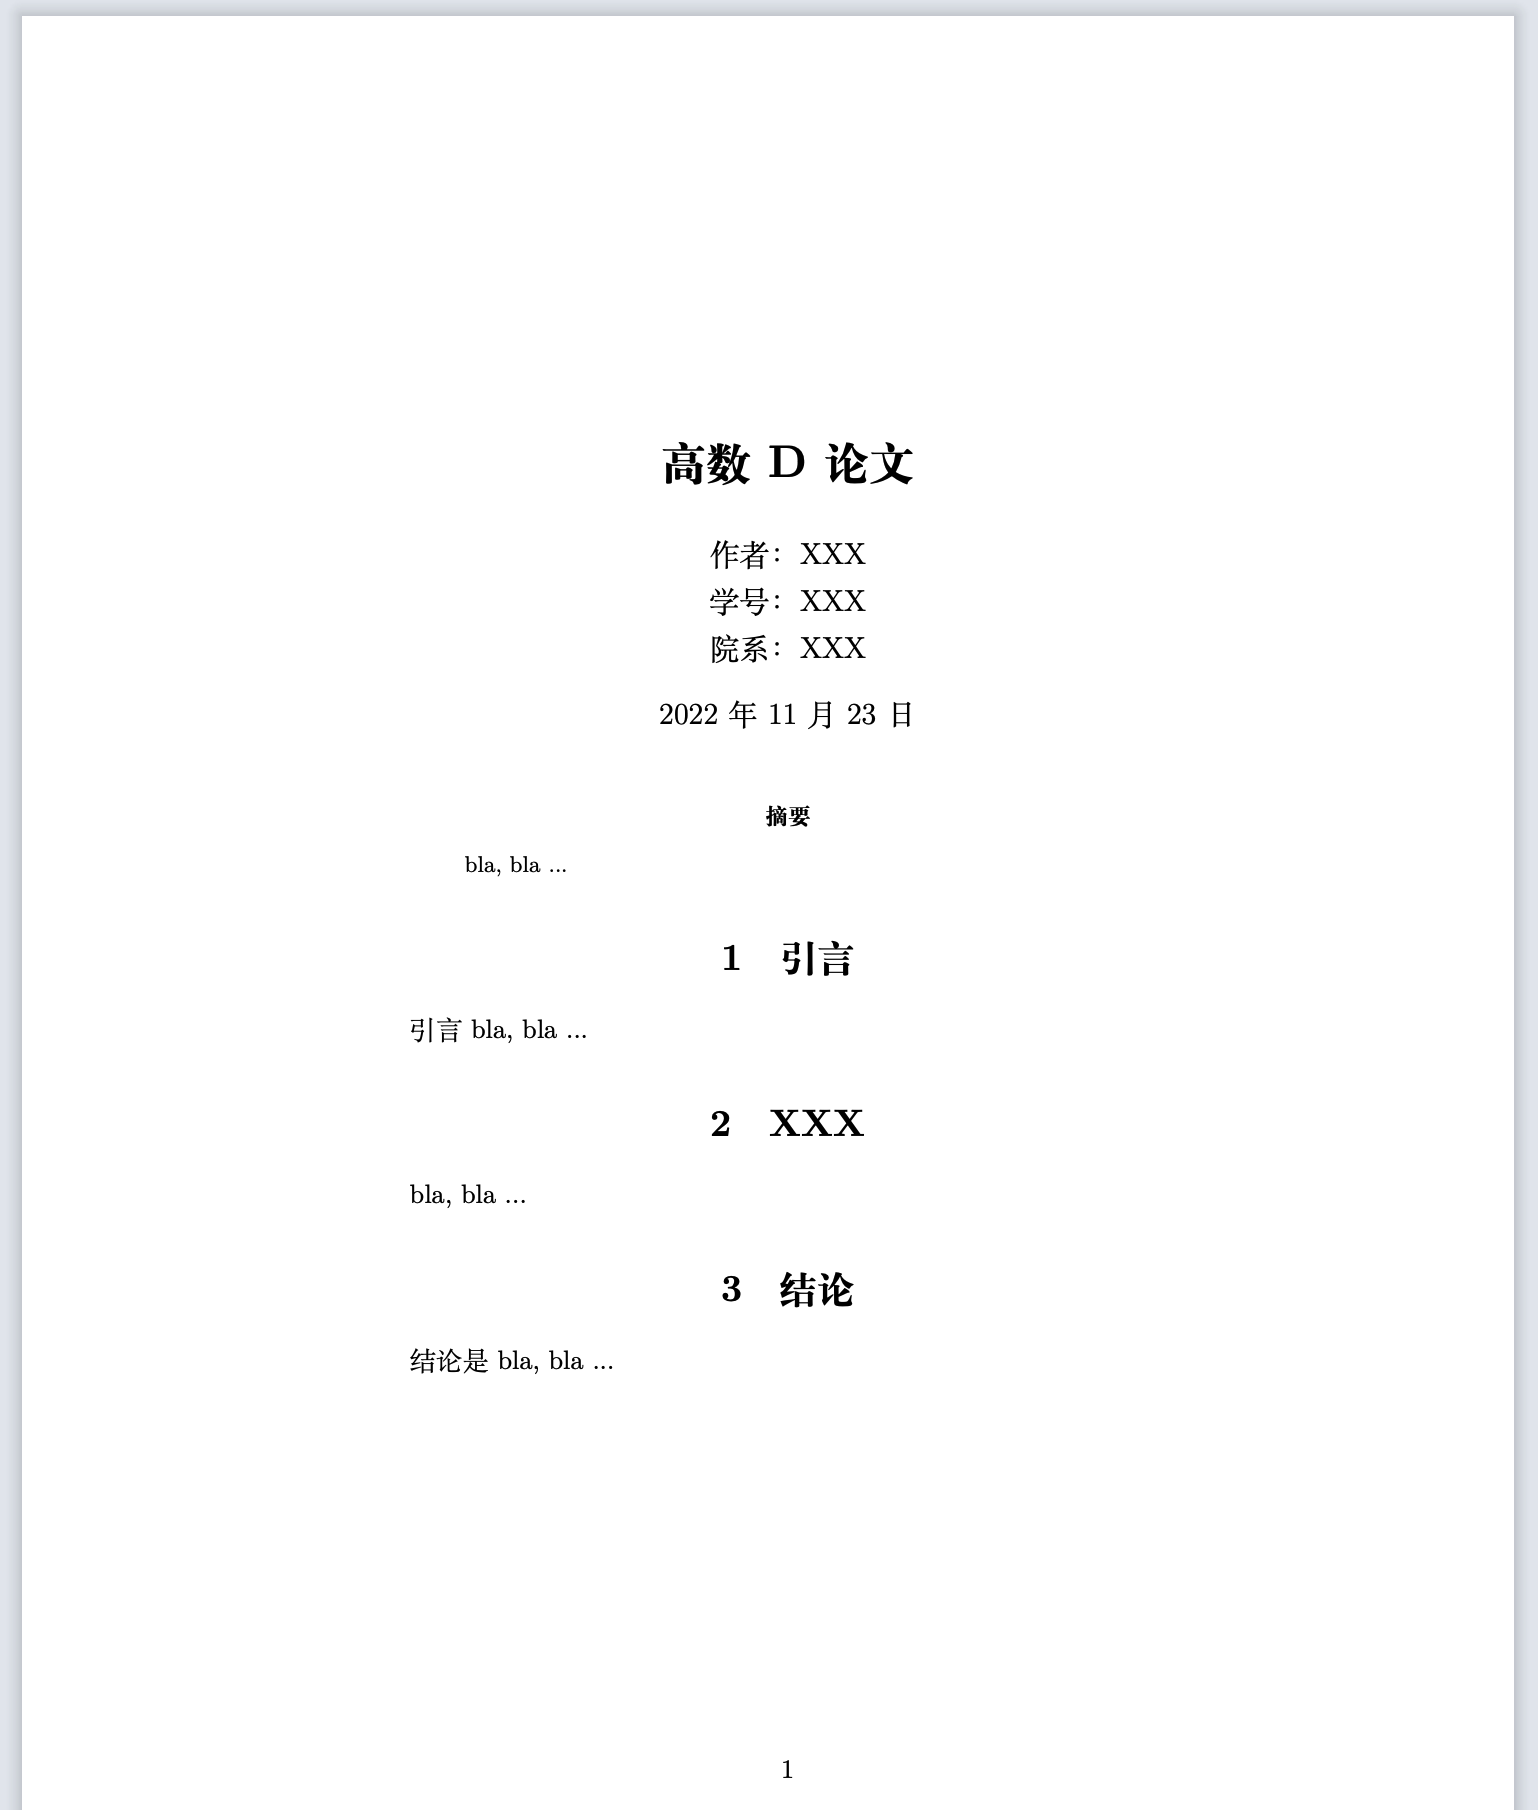 高数 D 论文
作者：XXX
学号：XXX
院系：XXX
2022 年 11 月 23 日
摘要
bla, bla ...
1 引言
引言 bla, bla ...
2 XXX
bla, bla ...
3 结论
结论是 bla, bla ...
1